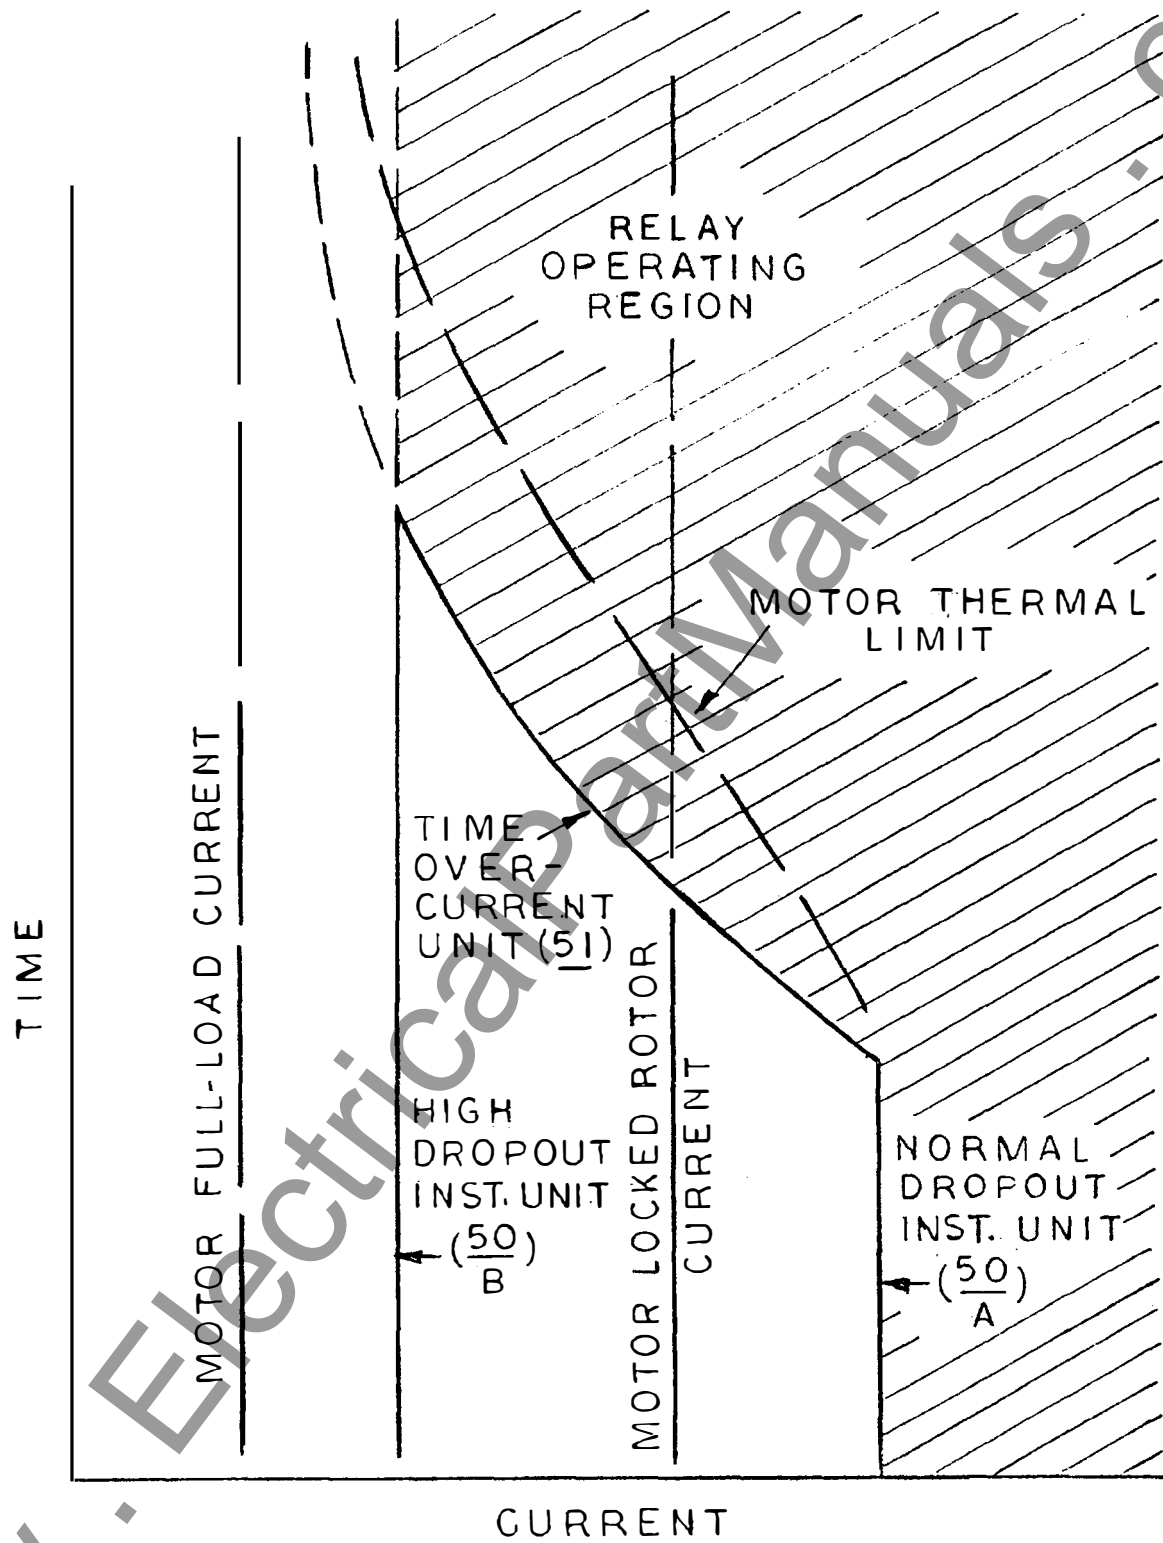 RELAY
OPERATING
REGION
MOTOR THERMAL
LIMIT
TIME
OVER-
CURRENT
UNIT (51)
HIGH
DROPOUT
INST. UNIT
(50/B)
NORMAL
DROPOUT
INST. UNIT
(50/A)
MOTOR FULL-LOAD CURRENT
MOTOR LOCKED ROTOR
CURRENT
TIME
CURRENT
. ElectricalPartManuals .